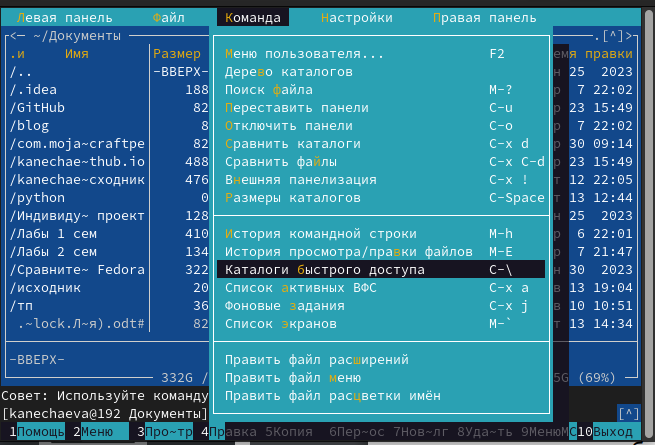 Левая панель Файл Команда Настройки Правая панель
<— ~/Документы .[^]>
.и Имя Размер Меню пользователя... F2 правки
/.. -ВВЕРХ- Дерево каталогов 25 2023
/.idea 188 Поиск файла M-? 7 22:02
/GitHub 82 Переставить панели C-u 23 15:49
/blog 8 Отключить панели C-o 7 22:02
/com.moja~craftpe 82 Сравнить каталоги C-x d 30 09:14
/kanechae~thub.io 488 Сравнить файлы C-x C-d 23 15:49
/kanechae~сходник 476 Внешняя панелизация C-x ! 12 22:05
/python 0 Размеры каталогов C-Space 13 12:44
/Индивиду~ проект 128 25 2023
/Лабы 1 сем 410 История командной строки M-h 6 22:01
/Лабы 2 сем 134 История просмотра/правки файлов M-E 7 21:47
/Сравните~ Fedora 322 Каталоги быстрого доступа C-\ 30 2023
/исходник 20 Список активных ВФС C-x a 13 19:04
/тп 36 Фоновые задания C-x j 10 10:51
.~lock.Л~я).odt# 82 Список экранов M-` 13 14:34
-ВВЕРХ- Править файл расширений
332G / Править файл меню 5G (69%)
Совет: Используйте команду Править файл расцветки имён
[kanechaeva@192 Документы] [^]
1Помощь 2Меню 3Про~тр 4Правка 5Копия 6Пер~ос 7Нов~лг 8Уда~ть 9МенюMC 10Выход